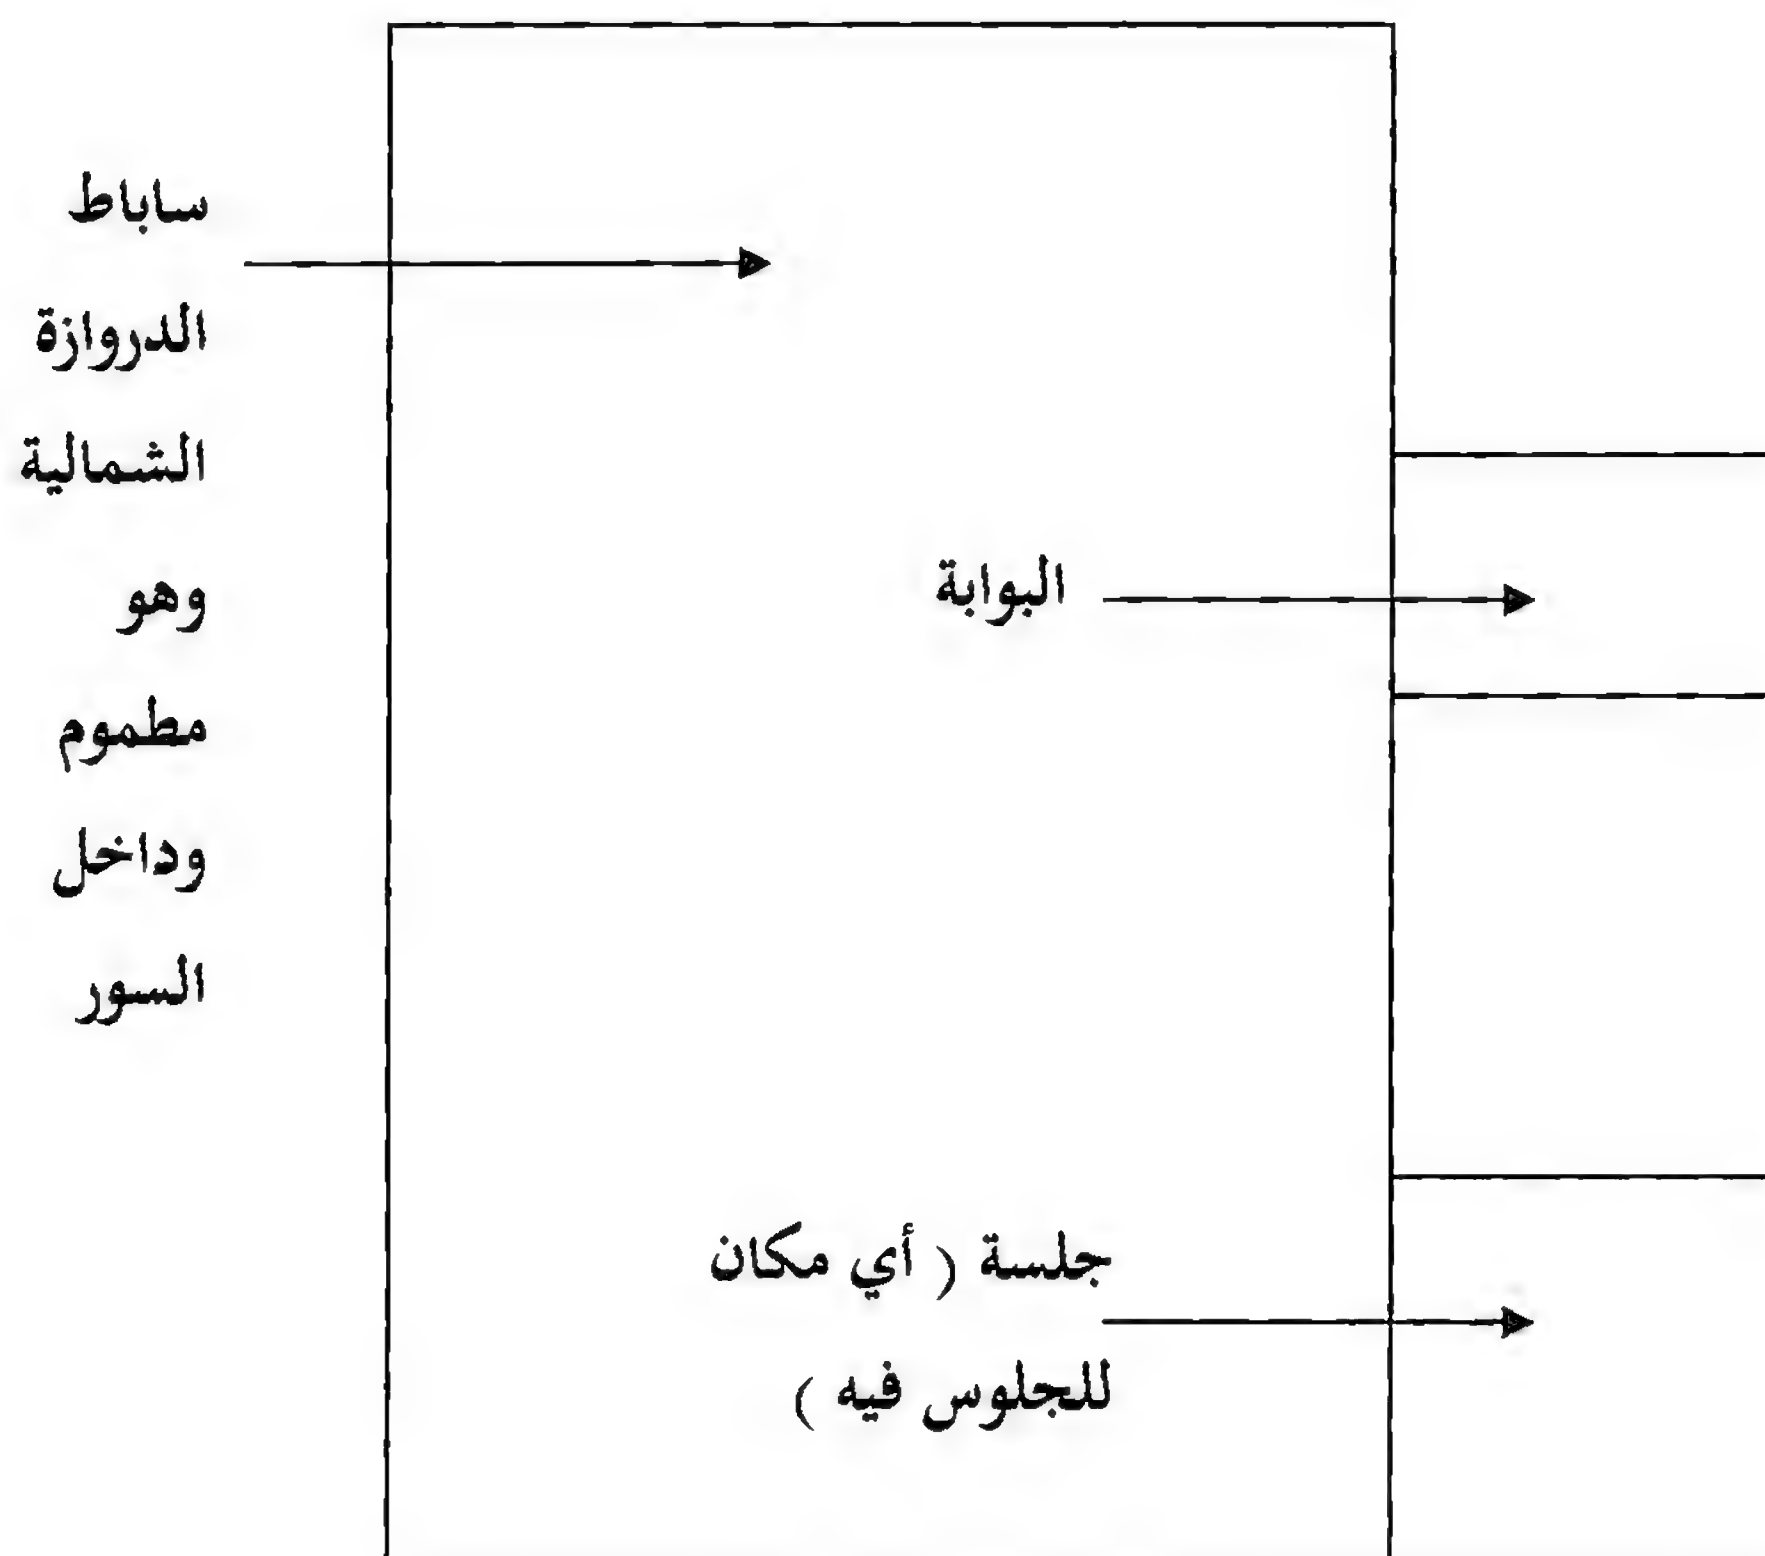 ساباط
الدروازة
الشمالية
وهو
مطموم
وداخل
السور
البوابة
جلسة ( أي مكان
للجلوس فيه )